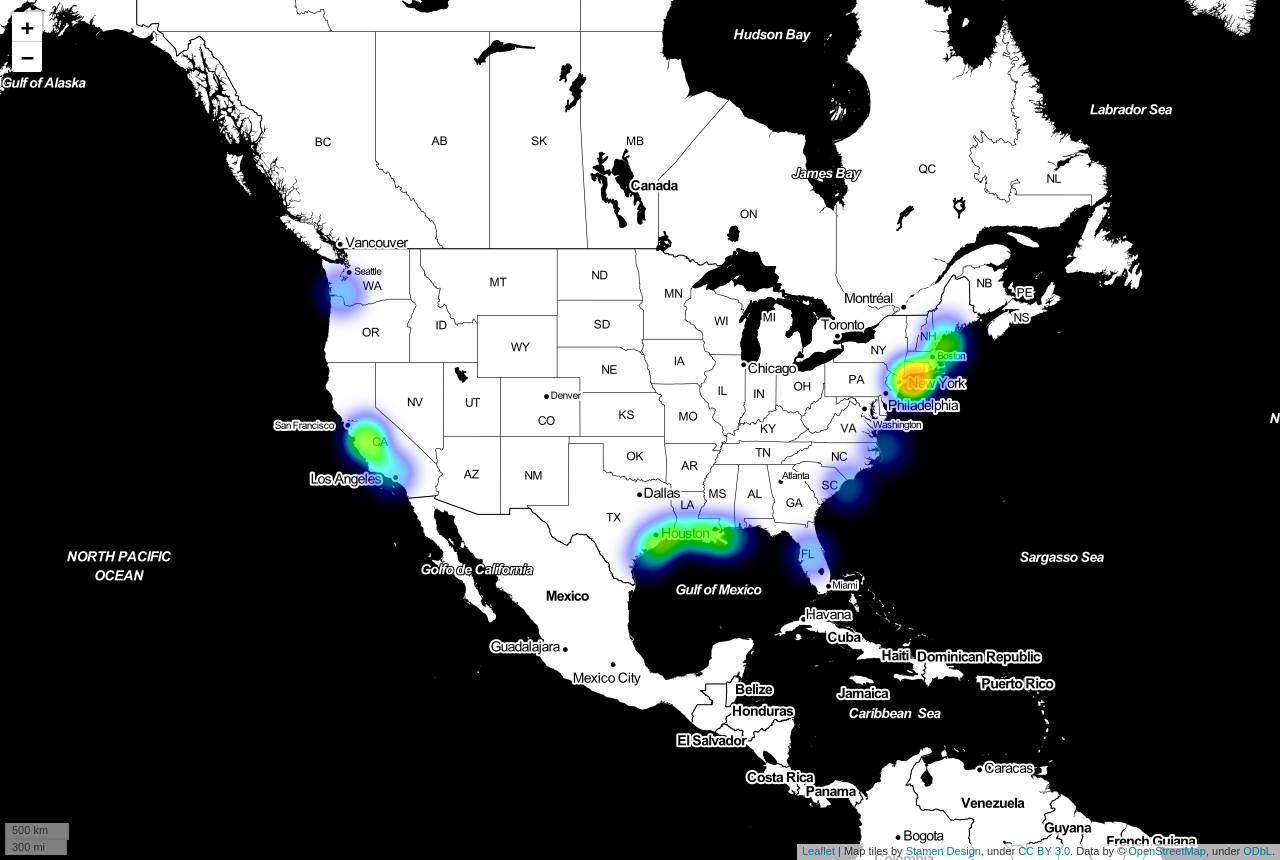 +
−
Hudson Bay
Gulf of Alaska
Labrador Sea
BC
AB
SK
MB
QC
James Bay
NL
Canada
ON
Vancouver
Seattle
WA
MT
ND
MN
NB
PE
Montréal
NS
OR
ID
SD
WI
MI
Toronto
NH
NY
Boston
WY
IA
Chicago
NE
PA
New York
OH
IL
IN
NV
UT
Denver
CO
KS
MO
Philadelphia
San Francisco
CA
KY
VA
Washington
N
TN
NC
OK
AR
Los Angeles
AZ
NM
Atlanta
Dallas
MS
AL
SC
GA
LA
TX
Houston
FL
NORTH PACIFIC
OCEAN
Sargasso Sea
Golfo de California
Mexico
Gulf of Mexico
Miami
Havana
Cuba
Guadalajara
Haiti
Dominican Republic
Mexico City
Puerto Rico
Belize
Jamaica
Honduras
Caribbean Sea
El Salvador
Caracas
Costa Rica
Panama
Venezuela
Guyana
500 km
300 mi
Bogota
French Guiana
Colombia
Leaflet | Map tiles by Stamen Design, under CC BY 3.0. Data by © OpenStreetMap, under ODbL.